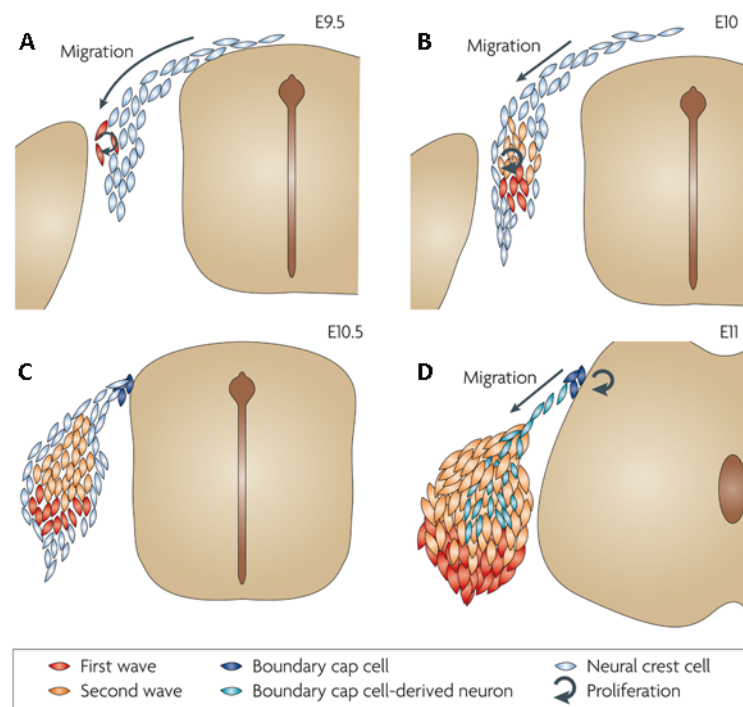 A
E9.5
Migration
B
E10
Migration
C
E10.5
D
E11
Migration
First wave
Boundary cap cell
Neural crest cell
Second wave
Boundary cap cell-derived neuron
Proliferation